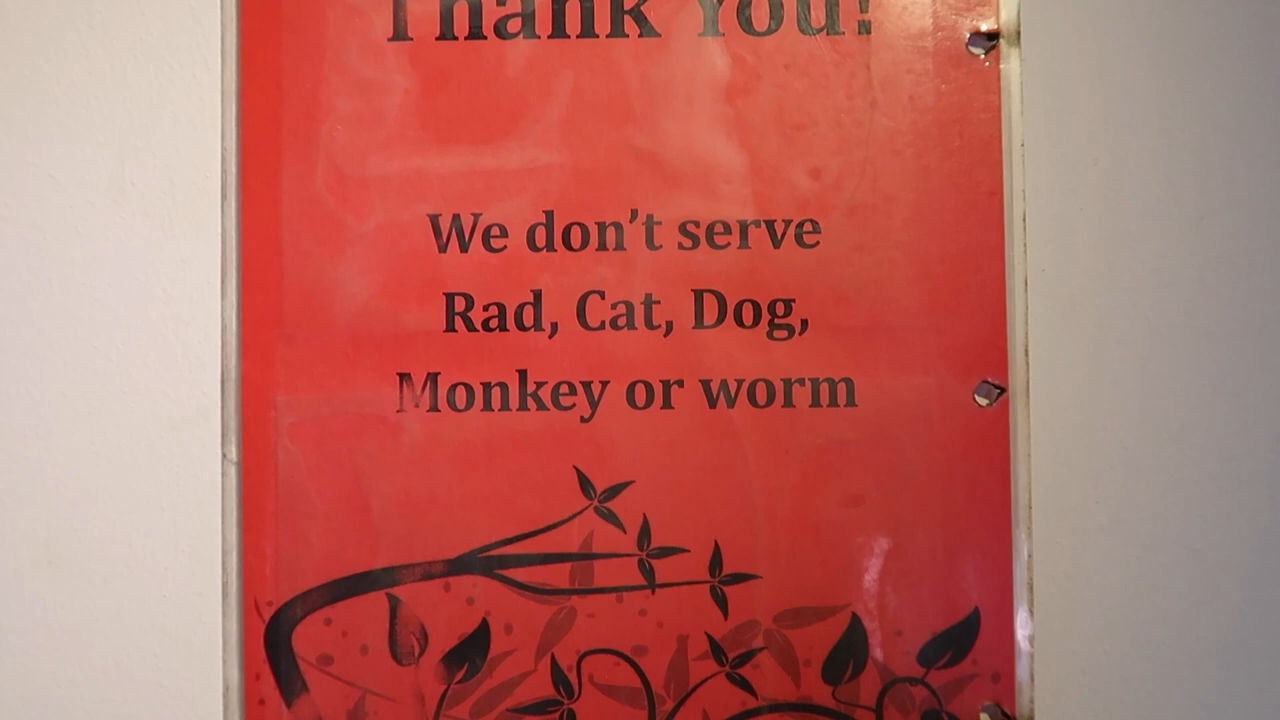 Thank You!
We don't serve
Rad, Cat, Dog,
Monkey or worm